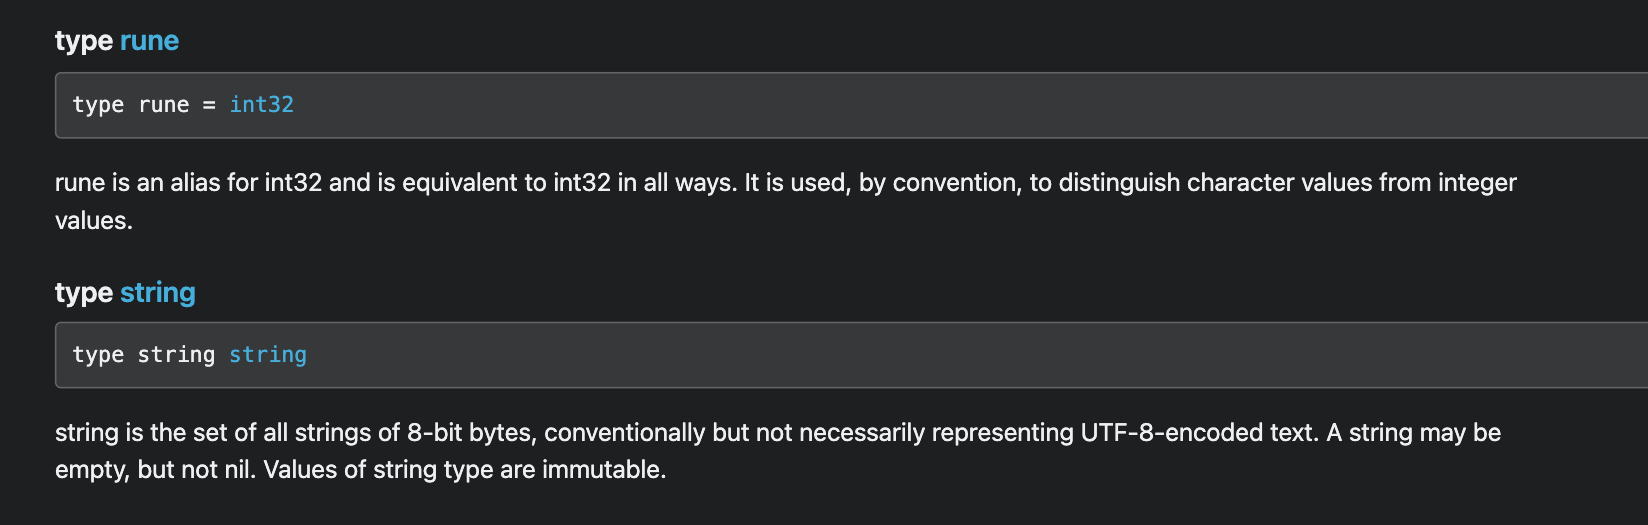 type rune
type rune = int32
rune is an alias for int32 and is equivalent to int32 in all ways. It is used, by convention, to distinguish character values from integer
values.
type string
type string string
string is the set of all strings of 8-bit bytes, conventionally but not necessarily representing UTF-8-encoded text. A string may be
empty, but not nil. Values of string type are immutable.